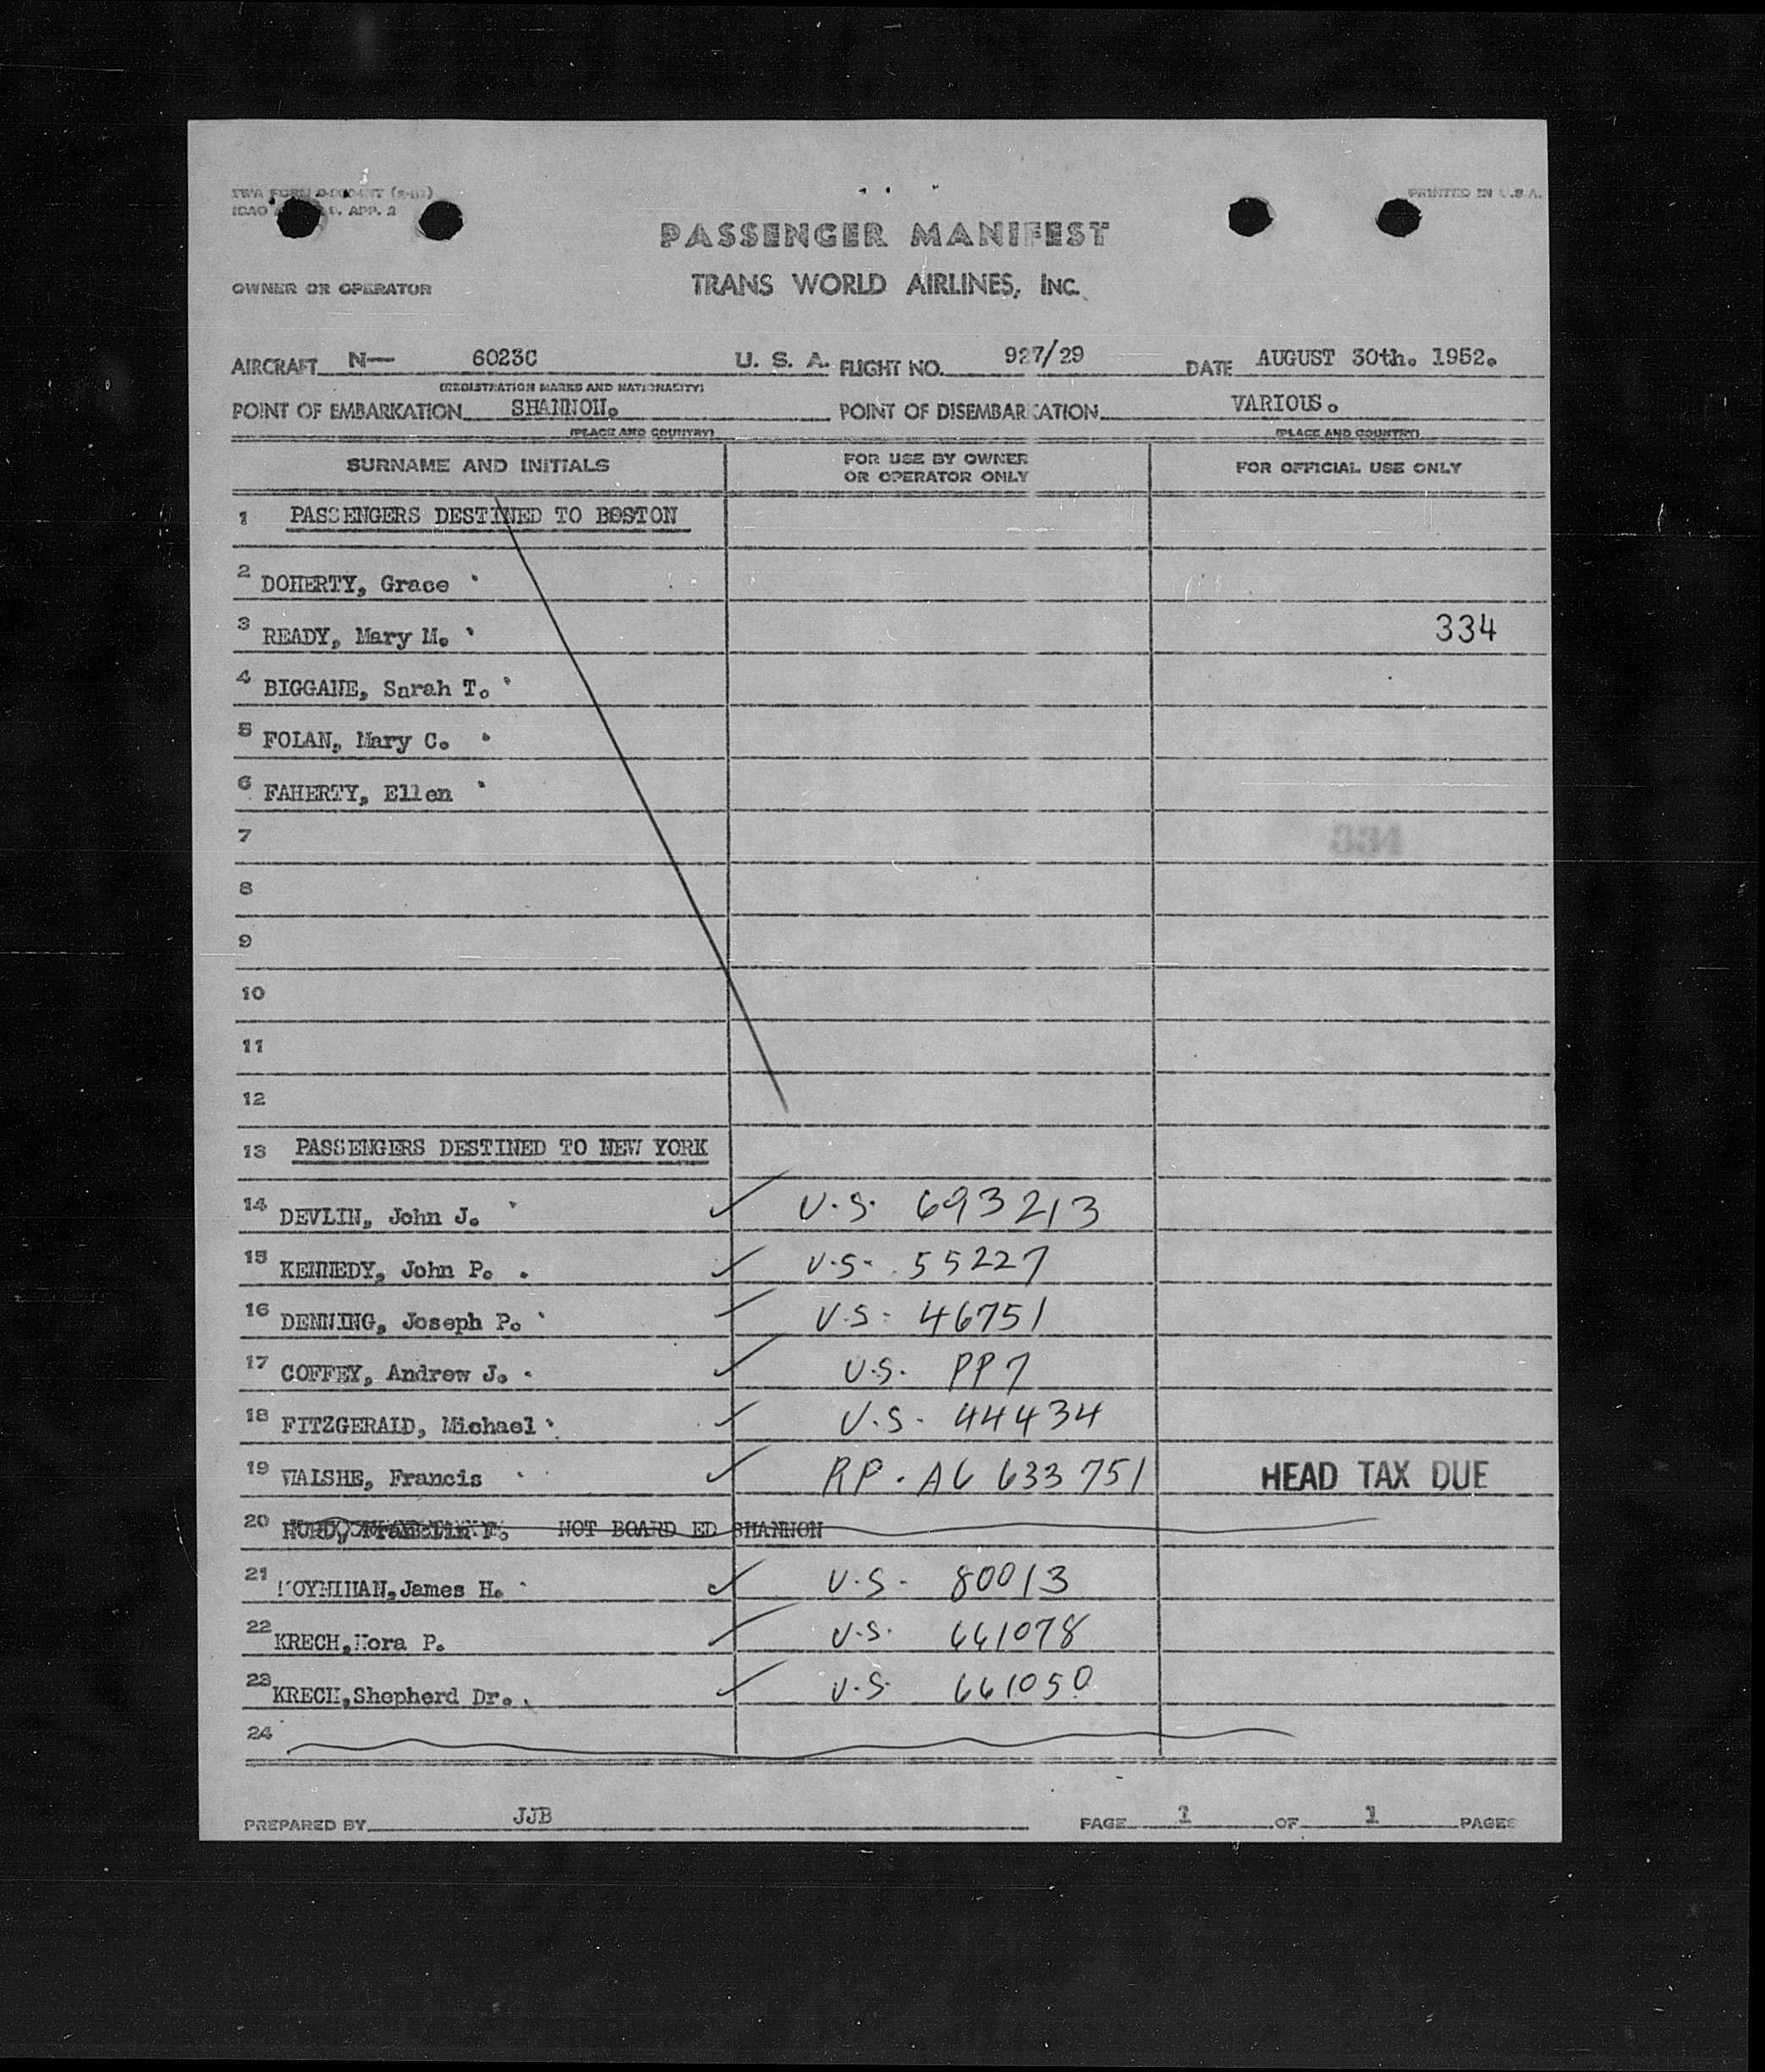 PRINTED IN U.S.A.
PASSENGER MANIFEST
OWNER OR OPERATOR TRANS WORLD AIRLINES, INC.
AIRCRAFT N— 6023C U. S. A. FLIGHT NO. 927/29 DATE AUGUST 30th. 1952.
(REGISTRATION MARKS AND NATIONALITY)
POINT OF EMBARKATION SHANNON. POINT OF DISEMBARKATION VARIOUS.
(PLACE AND COUNTRY) (PLACE AND COUNTRY)
SURNAME AND INITIALS FOR USE BY OWNER OR OPERATOR ONLY FOR OFFICIAL USE ONLY
1 PASSENGERS DESTINED TO BOSTON
2 DOHERTY, Grace
3 READY, Mary M. 334
4 BIGGANE, Sarah T.
5 FOLAN, Mary C.
6 FAHERTY, Ellen
7 334
8
9
10
11
12
13 PASSENGERS DESTINED TO NEW YORK
14 DEVLIN, John J. ✓ U.S. 693213
15 KENNEDY, John P. ✓ U.S. 55227
16 DENNING, Joseph P. ✓ U.S. 46751
17 COFFEY, Andrew J. ✓ U.S. PP7
18 FITZGERALD, Michael ✓ U.S. 44434
19 WALSHE, Francis ✓ RP. A6 633 751 HEAD TAX DUE
20 Franklin F. NOT BOARD ED SHANNON
21 MOYNIHAN, James H. ✓ U.S. 80013
22 KRECH, Nora P. ✓ U.S. 661078
23 KRECH, Shepherd Dr. ✓ U.S. 661050
24
PREPARED BY JJB PAGE 1 OF 1 PAGES